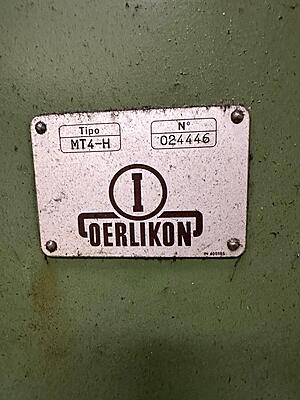 Tipo
MT4-H
N°
024446
I
OERLIKON